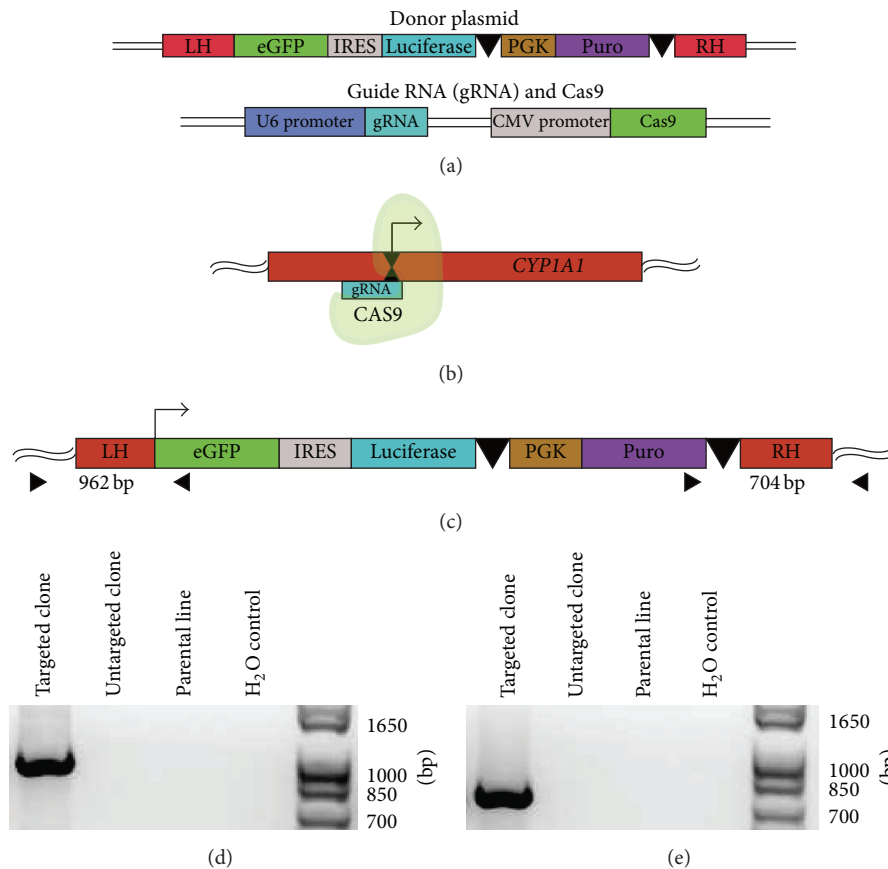 Donor plasmid
LH eGFP IRES Luciferase PGK Puro RH
Guide RNA (gRNA) and Cas9
U6 promoter gRNA CMV promoter Cas9
(a)
CYP1A1
gRNA
CAS9
(b)
LH eGFP IRES Luciferase PGK Puro RH
962 bp 704 bp
(c)
Targeted clone
Untargeted clone
Parental line
H₂O control
1650
1000
850
700
(bp)
(d)
Targeted clone
Untargeted clone
Parental line
H₂O control
1650
1000
850
700
(bp)
(e)